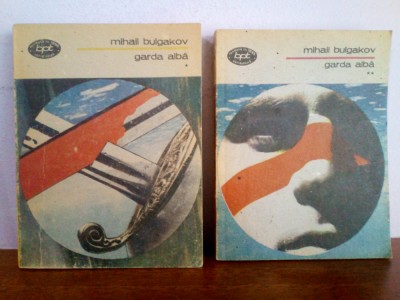 bpt
mihail bulgakov
garda albă
*
bpt
mihail bulgakov
garda albă
**